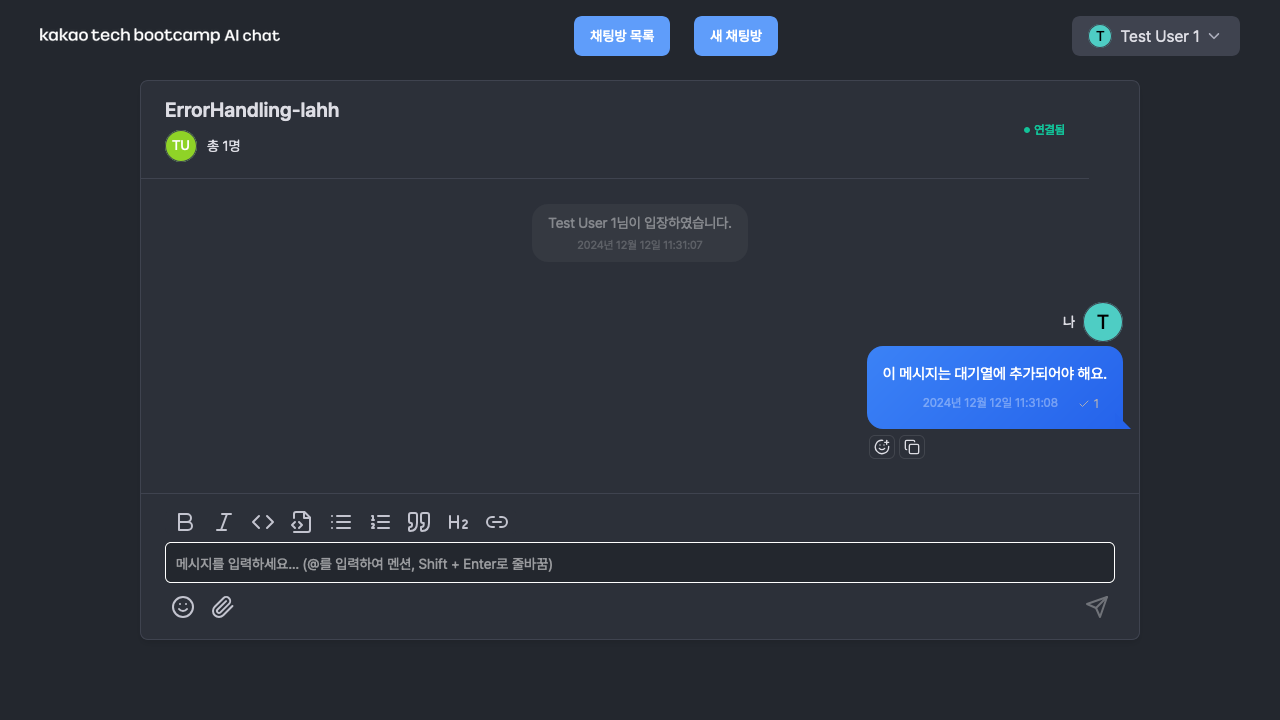 kakao tech bootcamp AI chat
채팅방 목록
새 채팅방
T
Test User 1
ErrorHandling-lahh
TU
총 1명
연결됨
Test User 1님이 입장하였습니다.
2024년 12월 12일 11:31:07
나
T
이 메시지는 대기열에 추가되어야 해요.
2024년 12월 12일 11:31:08
1
H2
메시지를 입력하세요... (@를 입력하여 멘션, Shift + Enter로 줄바꿈)